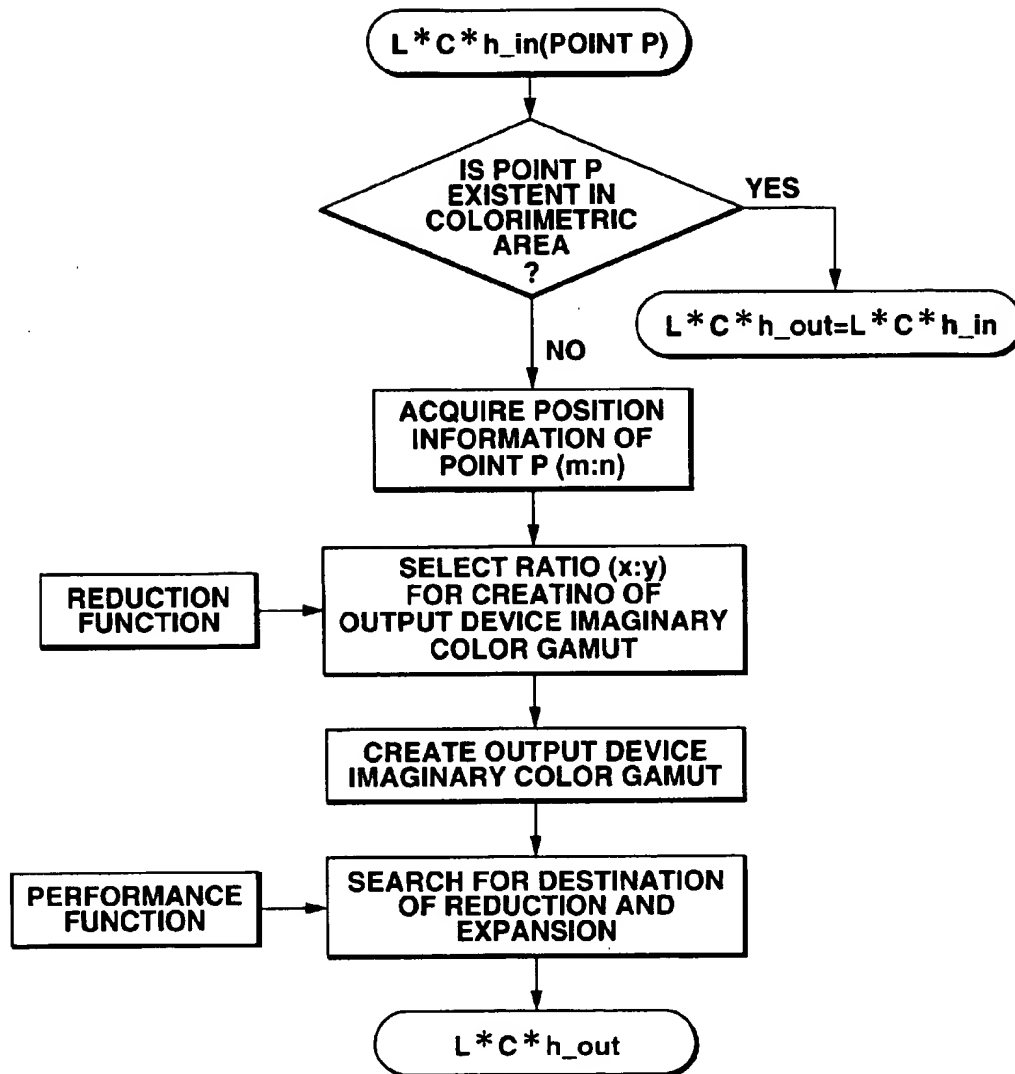 L*C*h_in(POINT P)
IS POINT P
EXISTENT IN
COLORIMETRIC
AREA
?
YES
L*C*h_out=L*C*h_in
NO
ACQUIRE POSITION
INFORMATION OF
POINT P (m:n)
SELECT RATIO (x:y)
FOR CREATINO OF
OUTPUT DEVICE IMAGINARY
COLOR GAMUT
REDUCTION
FUNCTION
CREATE OUTPUT DEVICE
IMAGINARY COLOR GAMUT
SEARCH FOR DESTINATION
OF REDUCTION AND
EXPANSION
PERFORMANCE
FUNCTION
L*C*h_out